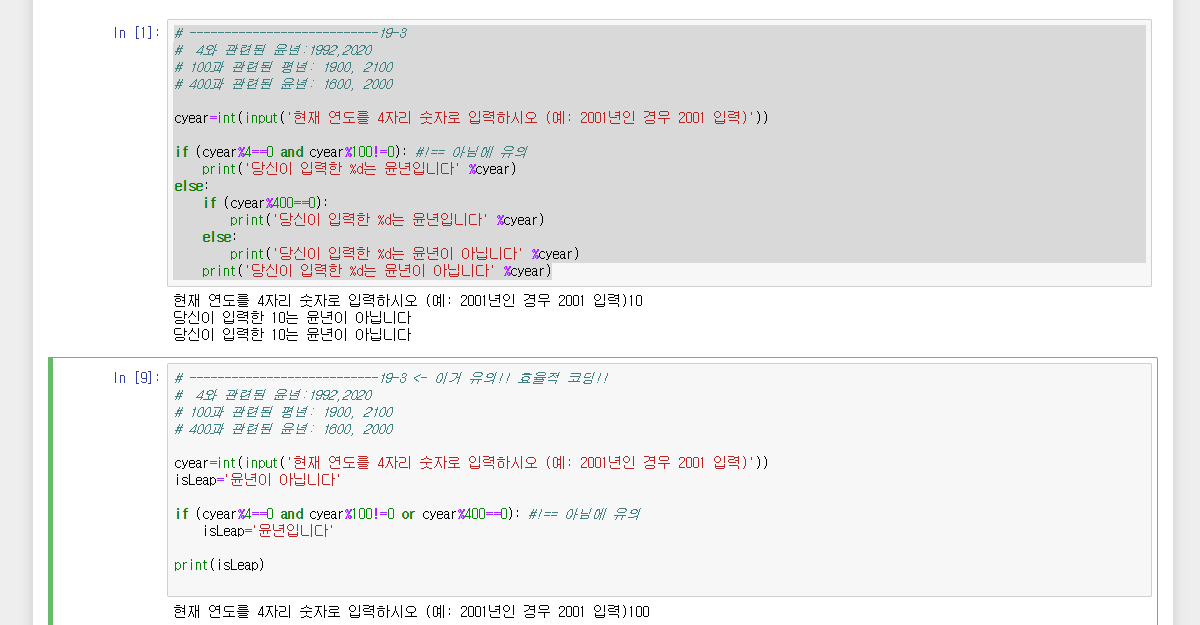 In [1]:
# ---------------------------19-3
#  4와 관련된 윤년:1992,2020
# 100과 관련된 평년: 1900, 2100
# 400과 관련된 윤년: 1600, 2000
cyear=int(input('현재 연도를 4자리 숫자로 입력하시오 (예: 2001년인 경우 2001 입력)'))
if (cyear%4==0 and cyear%100!=0): #!== 아님에 유의
    print('당신이 입력한 %d는 윤년입니다' %cyear)
else:
    if (cyear%400==0):
        print('당신이 입력한 %d는 윤년입니다' %cyear)
    else:
        print('당신이 입력한 %d는 윤년이 아닙니다' %cyear)
    print('당신이 입력한 %d는 윤년이 아닙니다' %cyear)
현재 연도를 4자리 숫자로 입력하시오 (예: 2001년인 경우 2001 입력)10
당신이 입력한 10는 윤년이 아닙니다
당신이 입력한 10는 윤년이 아닙니다
In [9]:
# ---------------------------19-3 <- 이거 유의!! 효율적 코딩!!
#  4와 관련된 윤년:1992,2020
# 100과 관련된 평년: 1900, 2100
# 400과 관련된 윤년: 1600, 2000
cyear=int(input('현재 연도를 4자리 숫자로 입력하시오 (예: 2001년인 경우 2001 입력)'))
isLeap='윤년이 아닙니다'
if (cyear%4==0 and cyear%100!=0 or cyear%400==0): #!== 아님에 유의
    isLeap='윤년입니다'
print(isLeap)
현재 연도를 4자리 숫자로 입력하시오 (예: 2001년인 경우 2001 입력)100